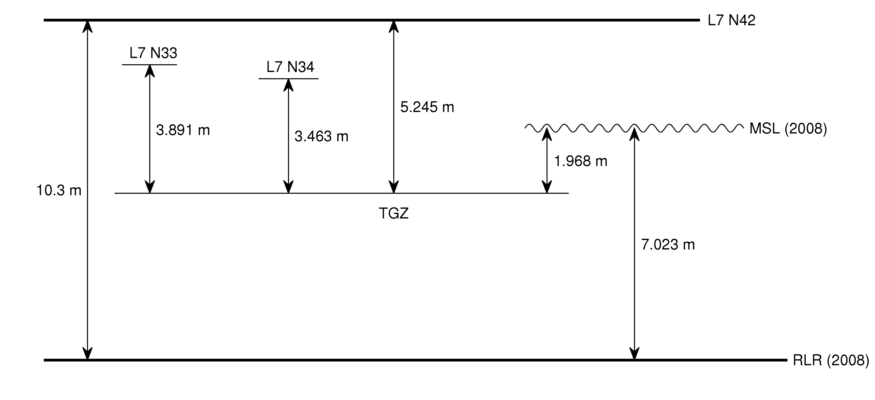 L7 N42
L7 N33
L7 N34
5.245 m
3.891 m
3.463 m
MSL (2008)
1.968 m
10.3 m
TGZ
7.023 m
RLR (2008)